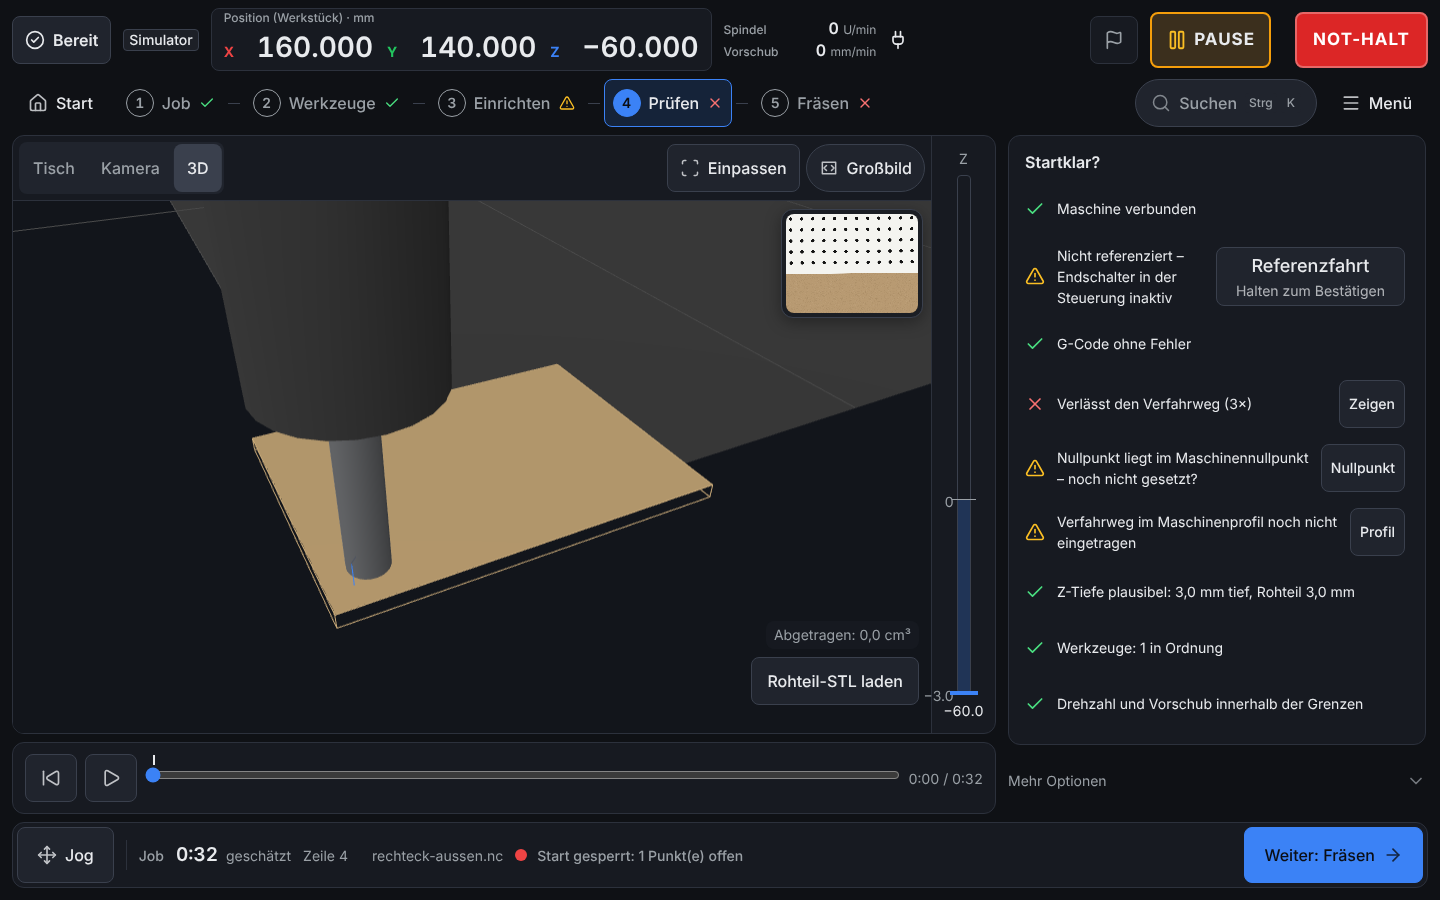 Bereit
Simulator
Position (Werkstück) · mm
X 160.000 Y 140.000 Z −60.000
Spindel 0 U/min
Vorschub 0 mm/min
PAUSE
NOT-HALT
Start
1 Job
2 Werkzeuge
3 Einrichten
4 Prüfen
5 Fräsen
Suchen Strg K
Menü
Tisch
Kamera
3D
Einpassen
Großbild
Z
0
−3.0
−60.0
Abgetragen: 0,0 cm³
Rohteil-STL laden
0:00 / 0:32
Startklar?
Maschine verbunden
Nicht referenziert –
Endschalter in der
Steuerung inaktiv
Referenzfahrt
Halten zum Bestätigen
G-Code ohne Fehler
Verlässt den Verfahrweg (3×)
Zeigen
Nullpunkt liegt im Maschinennullpunkt
– noch nicht gesetzt?
Nullpunkt
Verfahrweg im Maschinenprofil noch nicht
eingetragen
Profil
Z-Tiefe plausibel: 3,0 mm tief, Rohteil 3,0 mm
Werkzeuge: 1 in Ordnung
Drehzahl und Vorschub innerhalb der Grenzen
Mehr Optionen
Jog
Job 0:32 geschätzt Zeile 4 rechteck-aussen.nc Start gesperrt: 1 Punkt(e) offen
Weiter: Fräsen